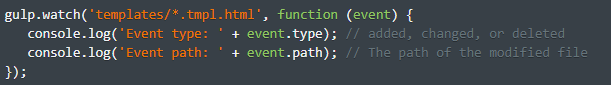 gulp.watch('templates/*.tmpl.html', function (event) {
   console.log('Event type: ' + event.type); // added, changed, or deleted
   console.log('Event path: ' + event.path); // The path of the modified file
});